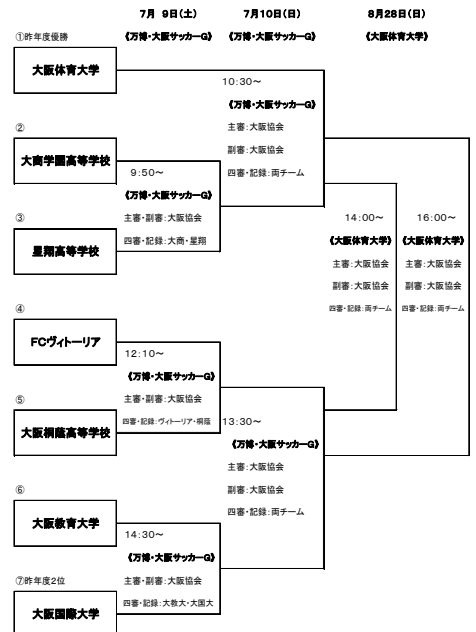 7月 9日(土) 7月10日(日) 8月28日(日)
①昨年度優勝 《万博・大阪サッカーG》 《万博・大阪サッカーG》 《大阪体育大学》
大阪体育大学
10:30～
《万博・大阪サッカーG》
主審:大阪協会
副審:大阪協会
四審・記録:両チーム
②
大商学園高等学校
9:50～
《万博・大阪サッカーG》
主審・副審:大阪協会
四審・記録:大商・星翔
③
星翔高等学校
14:00～ 16:00～
《大阪体育大学》 《大阪体育大学》
主審:大阪協会 主審:大阪協会
副審:大阪協会 副審:大阪協会
四審・記録:両チーム 四審・記録:両チーム
④
FCヴィトーリア
12:10～
《万博・大阪サッカーG》
主審・副審:大阪協会
四審・記録:ヴィトーリア・桐蔭
⑤
大阪桐蔭高等学校
13:30～
《万博・大阪サッカーG》
主審:大阪協会
副審:大阪協会
四審・記録:両チーム
⑥
大阪教育大学
14:30～
《万博・大阪サッカーG》
主審・副審:大阪協会
四審・記録:大教大・大国大
⑦昨年度2位
大阪国際大学